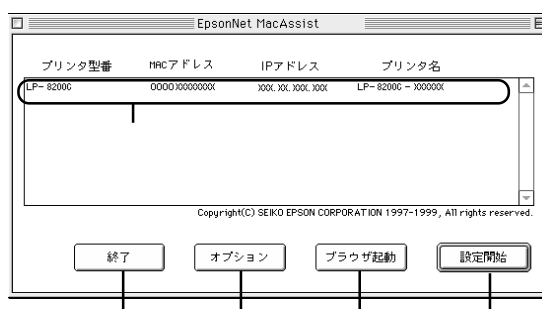 EpsonNet MacAssist
プリンタ型番 MACアドレス IPアドレス プリンタ名
LP-8200C 0000XXXXXXXX XXX.XX.XXX.XXX LP-8200C-XXXXXX
Copyright(C) SEIKO EPSON CORPORATION 1997-1999, All rights reserved.
終了 オプション ブラウザ起動 設定開始